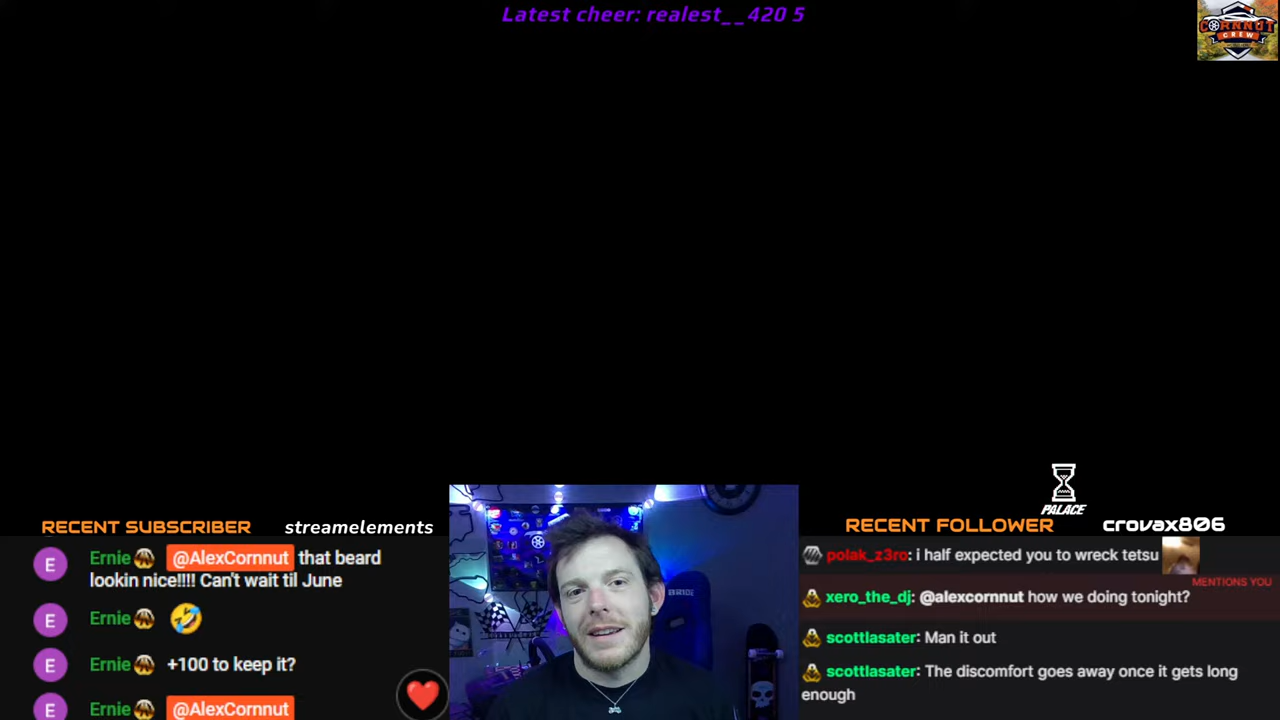 Latest cheer: realest__420 5
CORNNUT
CREW
PALACE
RECENT SUBSCRIBER streamelements
RECENT FOLLOWER crovax806
E Ernie @AlexCornnut that beard
lookin nice!!!! Can't wait til June
E Ernie 🤣
E Ernie +100 to keep it?
E Ernie @AlexCornnut
polak_z3ro: i half expected you to wreck tetsu
MENTIONS YOU
xero_the_dj: @alexcornnut how we doing tonight?
scottlasater: Man it out
scottlasater: The discomfort goes away once it gets long
enough